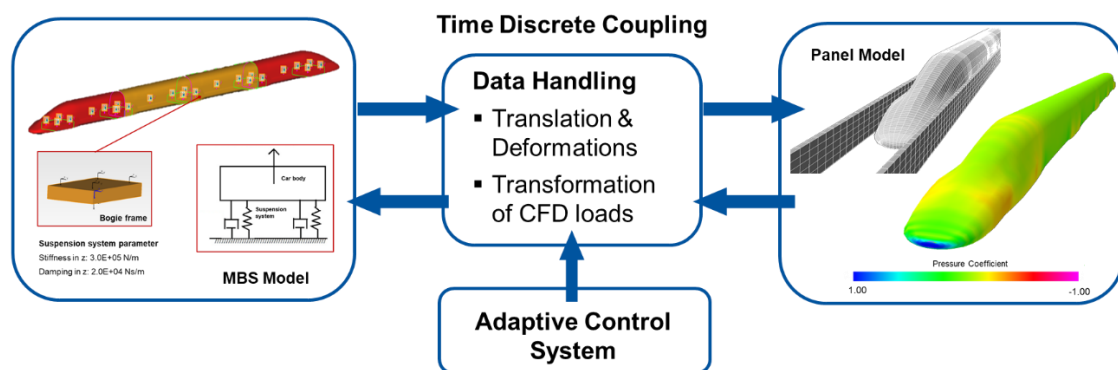 Time Discrete Coupling
Bogie frame
Suspension system parameter
Stiffness in z: 3.0E+05 N/m
Damping in z: 2.0E+04 Ns/m
Car body
Suspension
system
MBS Model
Data Handling
▪ Translation &
Deformations
▪ Transformation
of CFD loads
Adaptive Control
System
Panel Model
Pressure Coefficient
1.00
-1.00